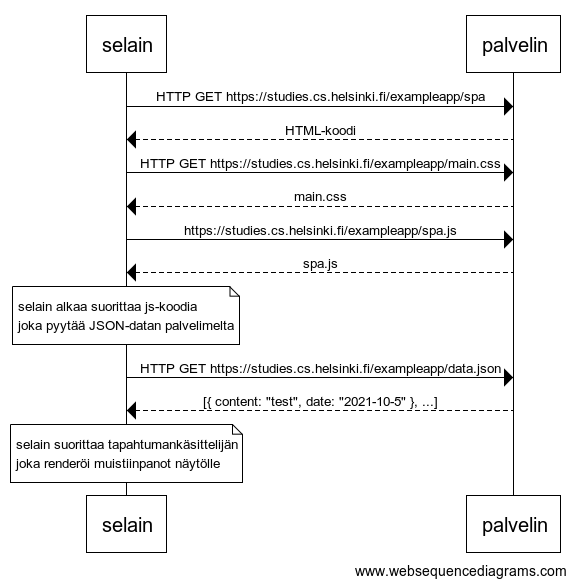 selain palvelin
HTTP GET https://studies.cs.helsinki.fi/exampleapp/spa
HTML-koodi
HTTP GET https://studies.cs.helsinki.fi/exampleapp/main.css
main.css
https://studies.cs.helsinki.fi/exampleapp/spa.js
spa.js
selain alkaa suorittaa js-koodia
joka pyytää JSON-datan palvelimelta
HTTP GET https://studies.cs.helsinki.fi/exampleapp/data.json
[{ content: "test", date: "2021-10-5" }, ...]
selain suorittaa tapahtumankäsittelijän
joka renderöi muistiinpanot näytölle
selain palvelin
www.websequencediagrams.com